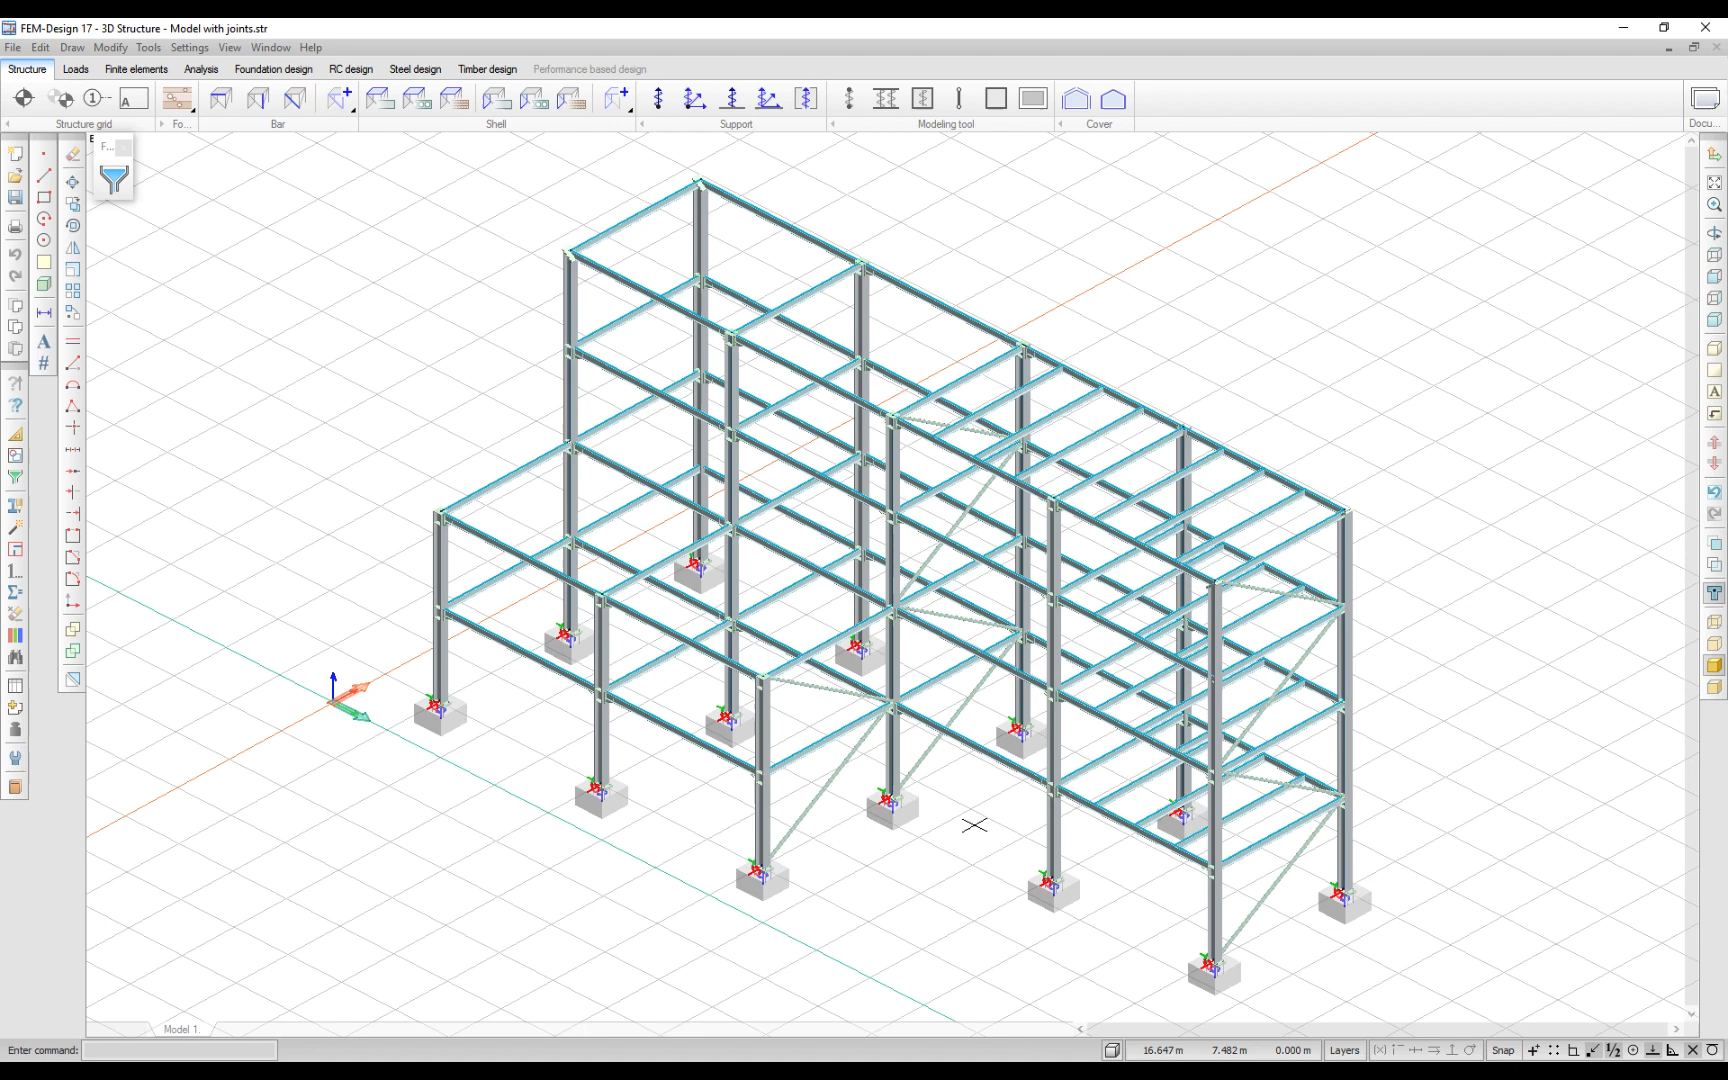 FEM-Design 17 - 3D Structure - Model with joints.str
File Edit Draw Modify Tools Settings View Window Help
Structure Loads Finite elements Analysis Foundation design RC design Steel design Timber design Performance based design
Structure grid Fo... Bar Shell Support Modeling tool Cover Docu...
F...
Model 1.
Enter command: 16.647 m 7.482 m 0.000 m Layers Snap 1/2